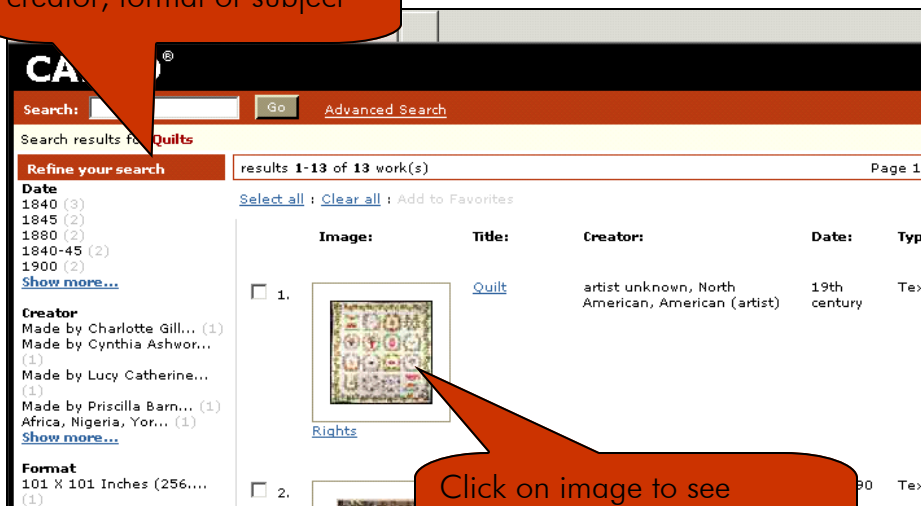 creator, format or subject
CA
®
Search: Go Advanced Search
Search results for Quilts
Refine your search
results 1-13 of 13 work(s) Page 1
Select all : Clear all : Add to Favorites
Date
1840 (3)
1845 (2)
1880 (2)
1840-45 (2)
1900 (2)
Show more...
Creator
Made by Charlotte Gill... (1)
Made by Cynthia Ashwor...
(1)
Made by Lucy Catherine...
(1)
Made by Priscilla Barn... (1)
Africa, Nigeria, Yor... (1)
Show more...
Format
101 X 101 Inches (256....
(1)
Image: Title: Creator: Date: Typ
1. Quilt artist unknown, North 19th Tex
American, American (artist) century
Rights
Click on image to see
2. 90 Tex